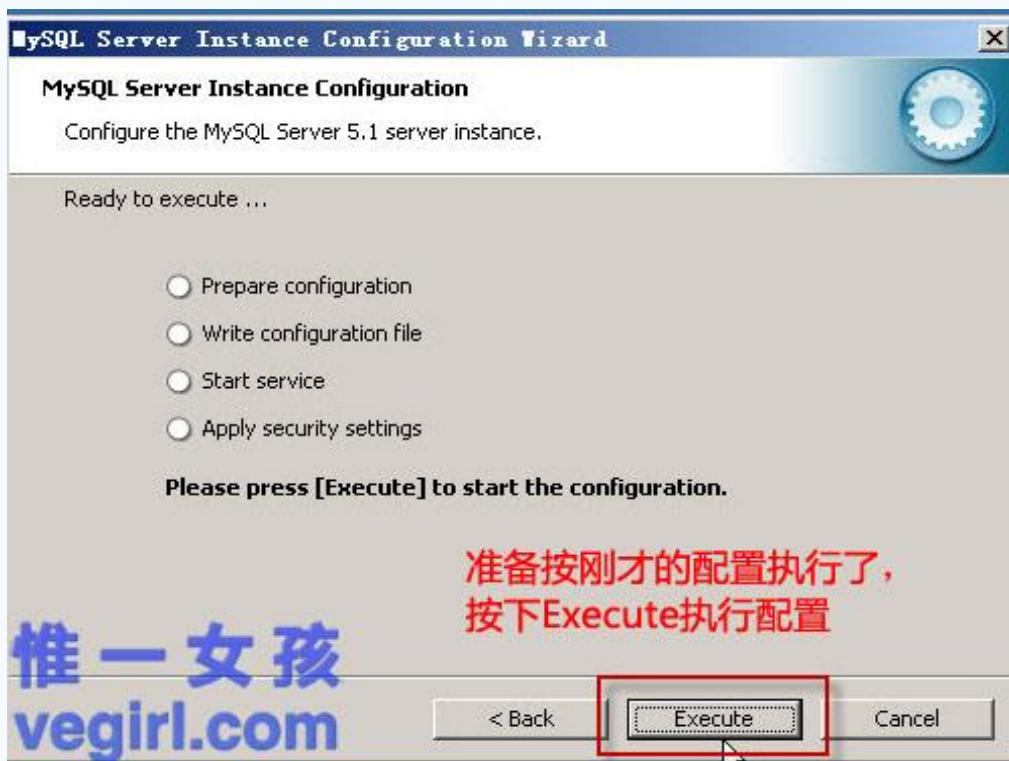 MySQL Server Instance Configuration Wizard
MySQL Server Instance Configuration
Configure the MySQL Server 5.1 server instance.
Ready to execute ...
Prepare configuration
Write configuration file
Start service
Apply security settings
Please press [Execute] to start the configuration.
准备按刚才的配置执行了，
按下Execute执行配置
惟一女孩
vegirl.com
< Back
Execute
Cancel